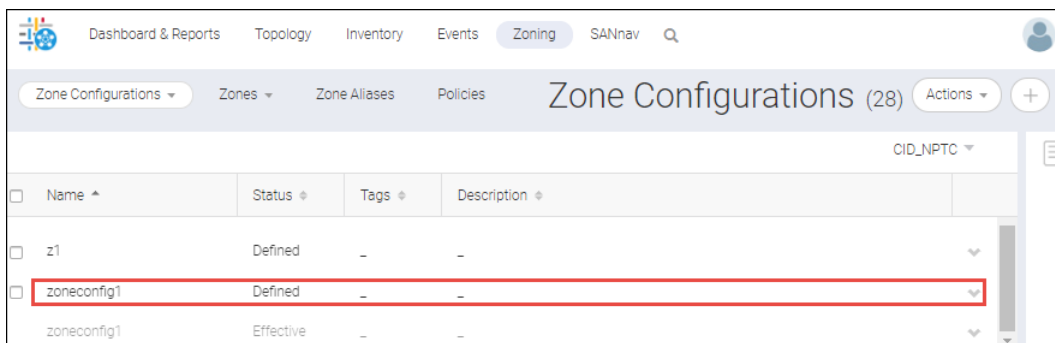 Dashboard & Reports Topology Inventory Events Zoning SANnav
Zone Configurations Zones Zone Aliases Policies Zone Configurations (28) Actions +
CID_NPTC
Name Status Tags Description
z1 Defined _ _
zoneconfig1 Defined _ _
zoneconfig1 Effective _ _